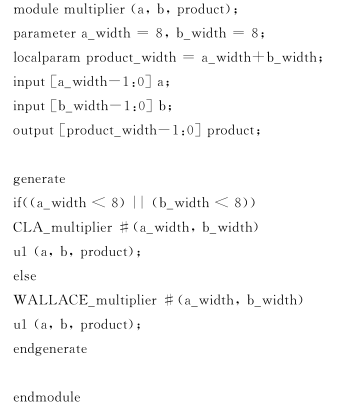 module multiplier (a, b, product);
parameter a_width = 8, b_width = 8;
localparam product_width = a_width+b_width;
input [a_width-1:0] a;
input [b_width-1:0] b;
output [product_width-1:0] product;
generate
if((a_width < 8) || (b_width < 8))
CLA_multiplier #(a_width, b_width)
u1 (a, b, product);
else
WALLACE_multiplier #(a_width, b_width)
u1 (a, b, product);
endgenerate
endmodule